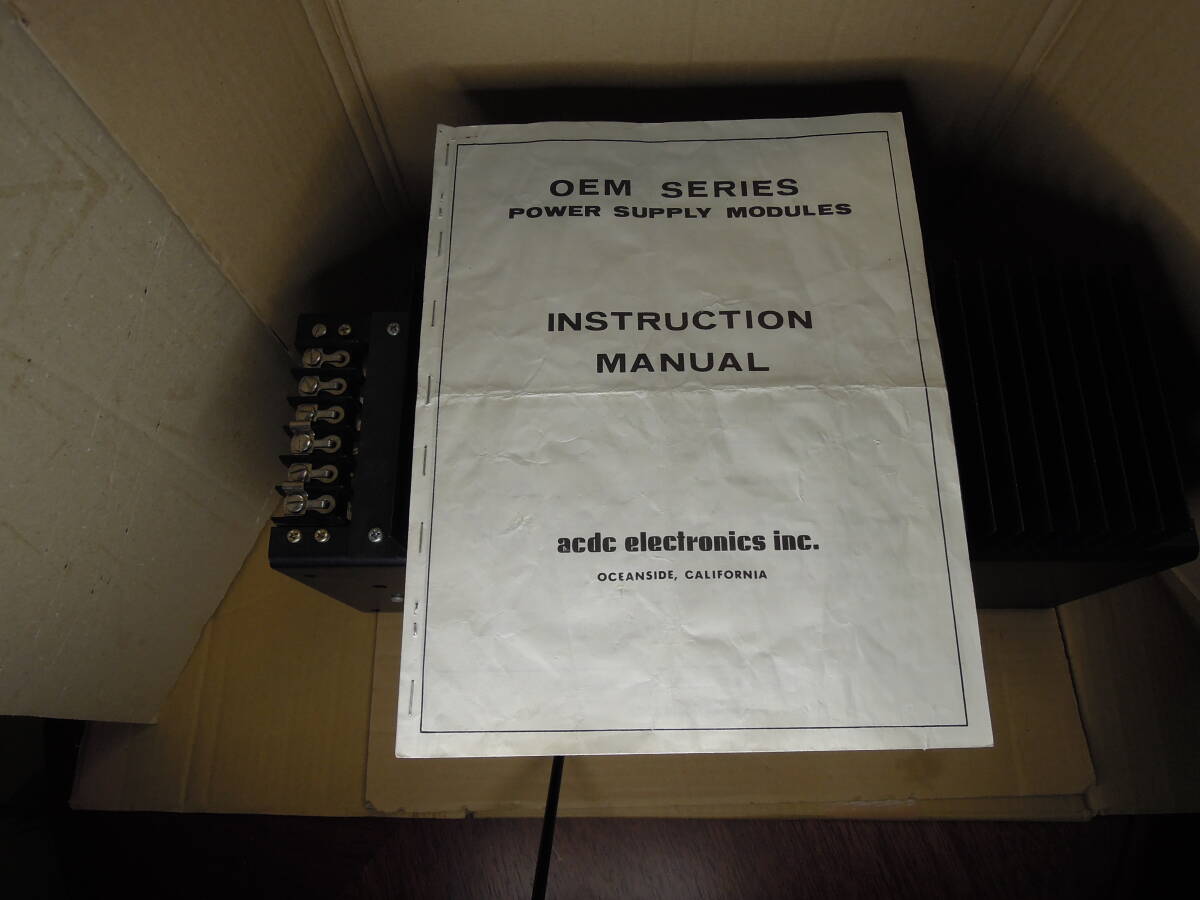 OEM SERIES
POWER SUPPLY MODULES
INSTRUCTION
MANUAL
acdc electronics inc.
OCEANSIDE, CALIFORNIA